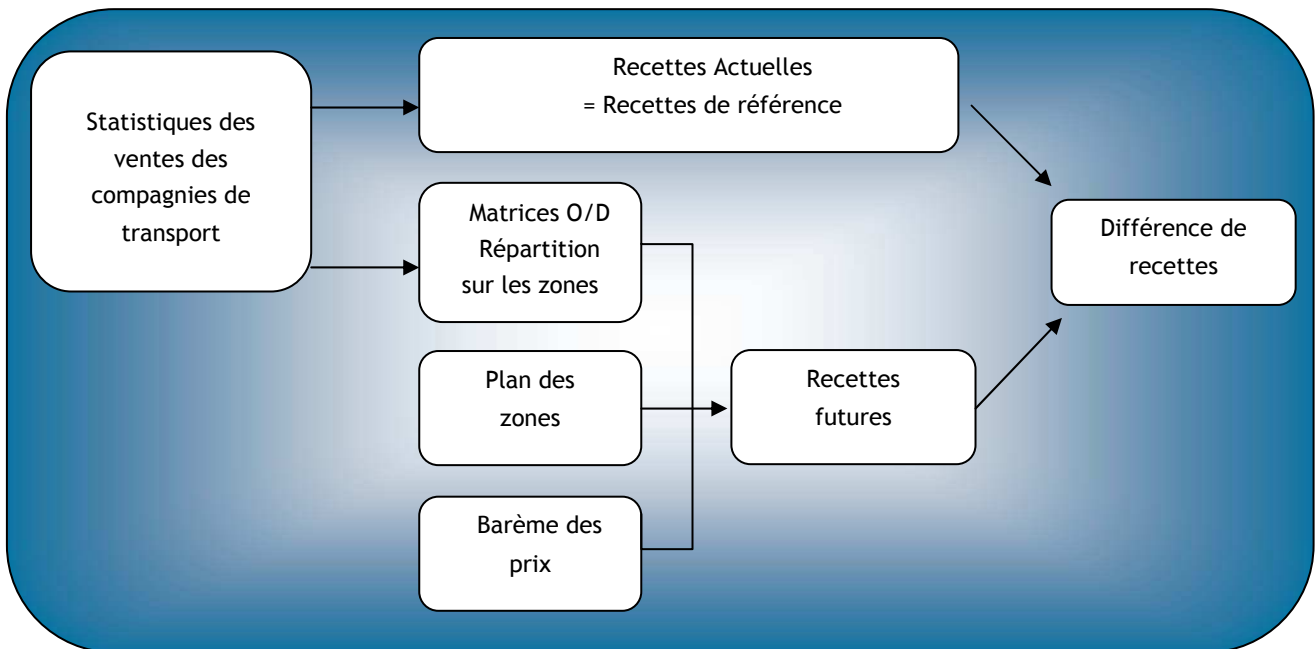 Statistiques des
ventes des
compagnies de
transport
Recettes Actuelles
= Recettes de référence
Matrices O/D
Répartition
sur les zones
Plan des
zones
Barème des
prix
Recettes
futures
Différence de
recettes